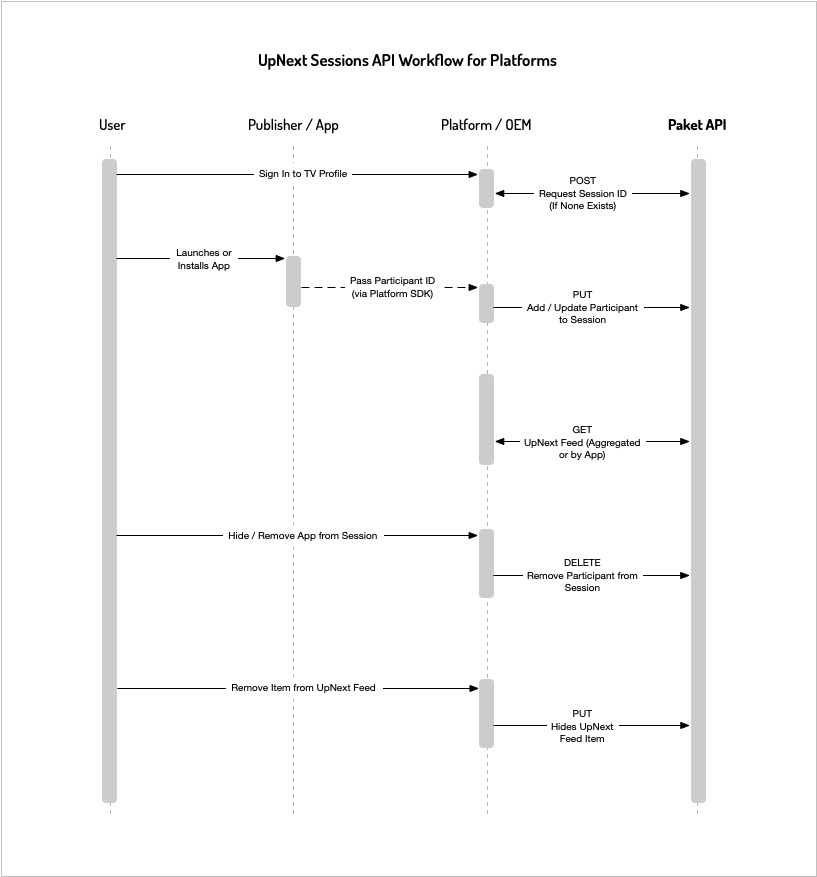 UpNext Sessions API Workflow for Platforms
User
Publisher / App
Platform / OEM
Paket API
Sign In to TV Profile
POST
Request Session ID
(If None Exists)
Launches or
Installs App
Pass Participant ID
(via Platform SDK)
PUT
Add / Update Participant
to Session
GET
UpNext Feed (Aggregated
or by App)
Hide / Remove App from Session
DELETE
Remove Participant from
Session
Remove Item from UpNext Feed
PUT
Hides UpNext
Feed Item